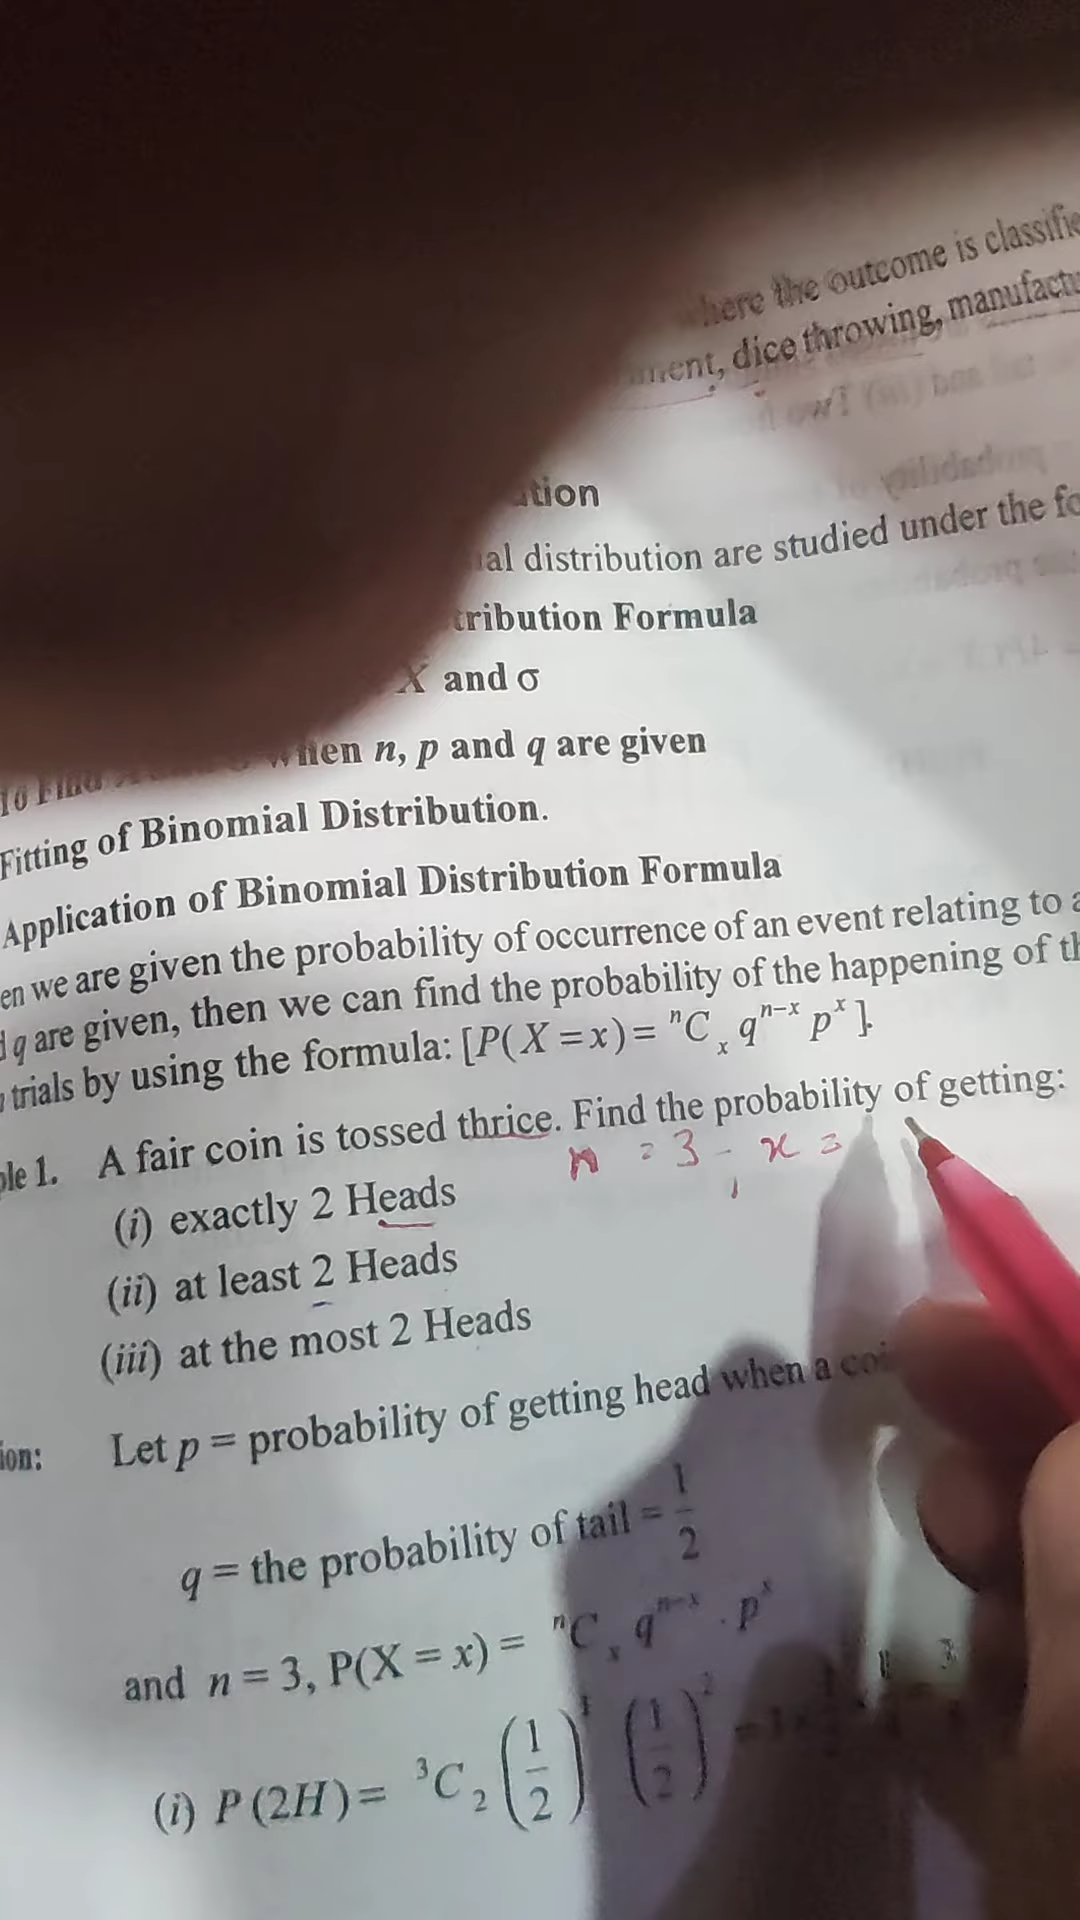 where the outcome is classifie
ment, dice throwing, manufactu
tion
al distribution are studied under the fo
tribution Formula
X and σ
when n, p and q are given
Fitting of Binomial Distribution.
Application of Binomial Distribution Formula
en we are given the probability of occurrence of an event relating to a
d q are given, then we can find the probability of the happening of th
trials by using the formula: [P(X = x) = ⁿCₓ qⁿ⁻ˣ pˣ].
ple 1. A fair coin is tossed thrice. Find the probability of getting:
n = 3, x =
(i) exactly 2 Heads
(ii) at least 2 Heads
(iii) at the most 2 Heads
ion: Let p = probability of getting head when a coi
q = the probability of tail = 1/2
and n = 3, P(X = x) = ⁿCₓ qⁿ⁻ˣ . pˣ
(i) P(2H) = ³C₂ (1/2)¹ (1/2)²